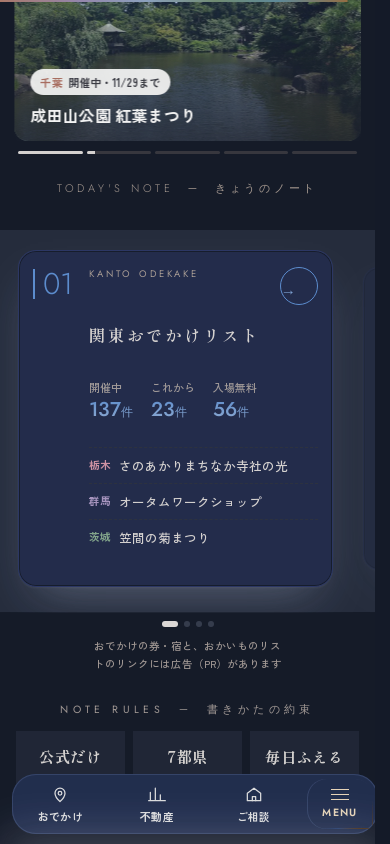 千葉 開催中・11/29まで
成田山公園 紅葉まつり
TODAY'S NOTE — きょうのノート
01
KANTO ODEKAKE
→
関東おでかけリスト
開催中 これから 入場無料
137件 23件 56件
栃木 さのあかりまちなか寺社の光
群馬 オータムワークショップ
茨城 笠間の菊まつり
おでかけの券・宿と、おかいものリス
トのリンクには広告（PR）があります
NOTE RULES — 書きかたの約束
公式だけ 7都県 毎日ふえる
おでかけ 不動産 ご相談 MENU